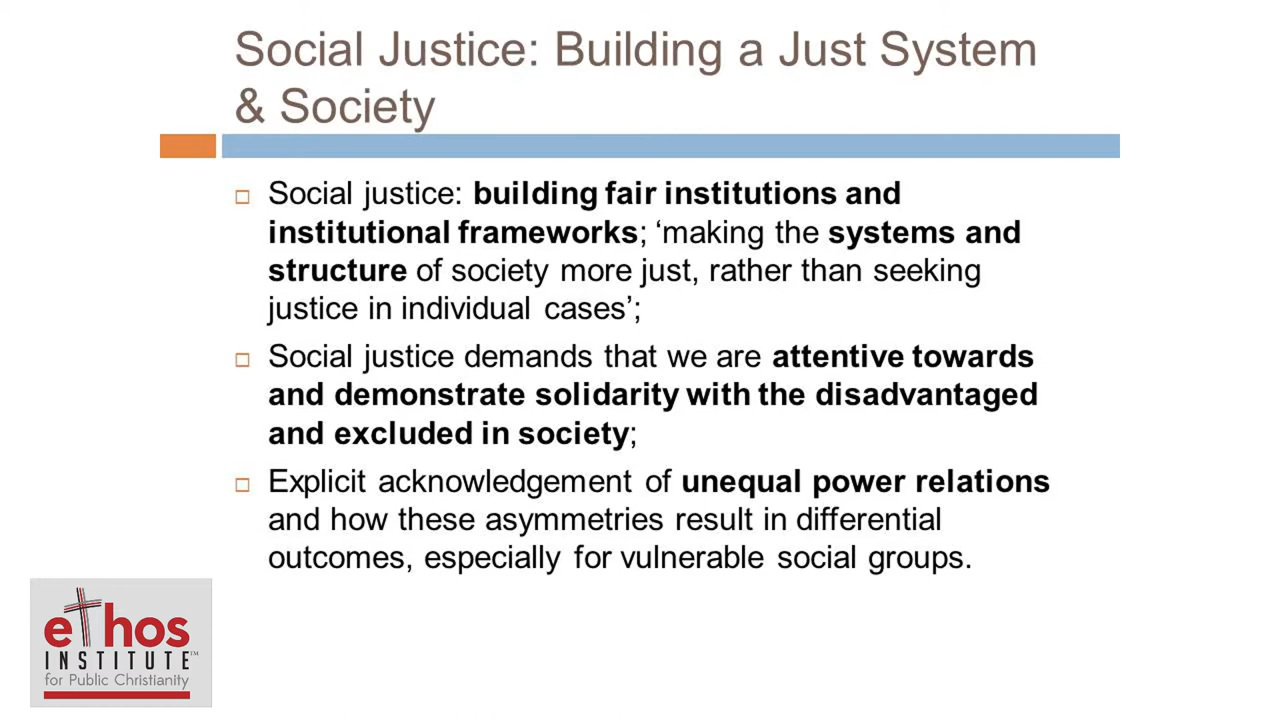 Social Justice: Building a Just System
& Society
Social justice: building fair institutions and
institutional frameworks; ‘making the systems and
structure of society more just, rather than seeking
justice in individual cases’;
Social justice demands that we are attentive towards
and demonstrate solidarity with the disadvantaged
and excluded in society;
Explicit acknowledgement of unequal power relations
and how these asymmetries result in differential
outcomes, especially for vulnerable social groups.
ethos
INSTITUTE™
for Public Christianity